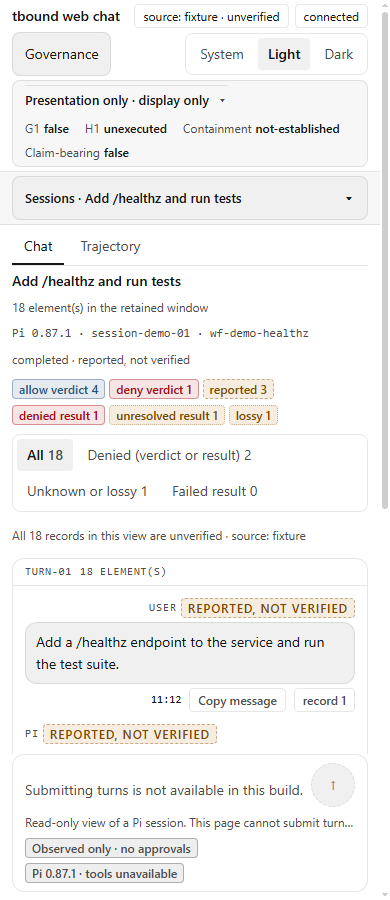 tbound web chat source: fixture · unverified connected
Governance System Light Dark
Presentation only · display only
G1 false H1 unexecuted Containment not-established
Claim-bearing false
Sessions · Add /healthz and run tests
Chat Trajectory
Add /healthz and run tests
18 element(s) in the retained window
Pi 0.87.1 · session-demo-01 · wf-demo-healthz
completed · reported, not verified
allow verdict 4 deny verdict 1 reported 3
denied result 1 unresolved result 1 lossy 1
All 18 Denied (verdict or result) 2
Unknown or lossy 1 Failed result 0
All 18 records in this view are unverified · source: fixture
TURN-01 18 ELEMENT(S)
USER REPORTED, NOT VERIFIED
Add a /healthz endpoint to the service and run
the test suite.
11:12 Copy message record 1
PI REPORTED, NOT VERIFIED
Submitting turns is not available in this build. ↑
Read-only view of a Pi session. This page cannot submit turn...
Observed only · no approvals
Pi 0.87.1 · tools unavailable